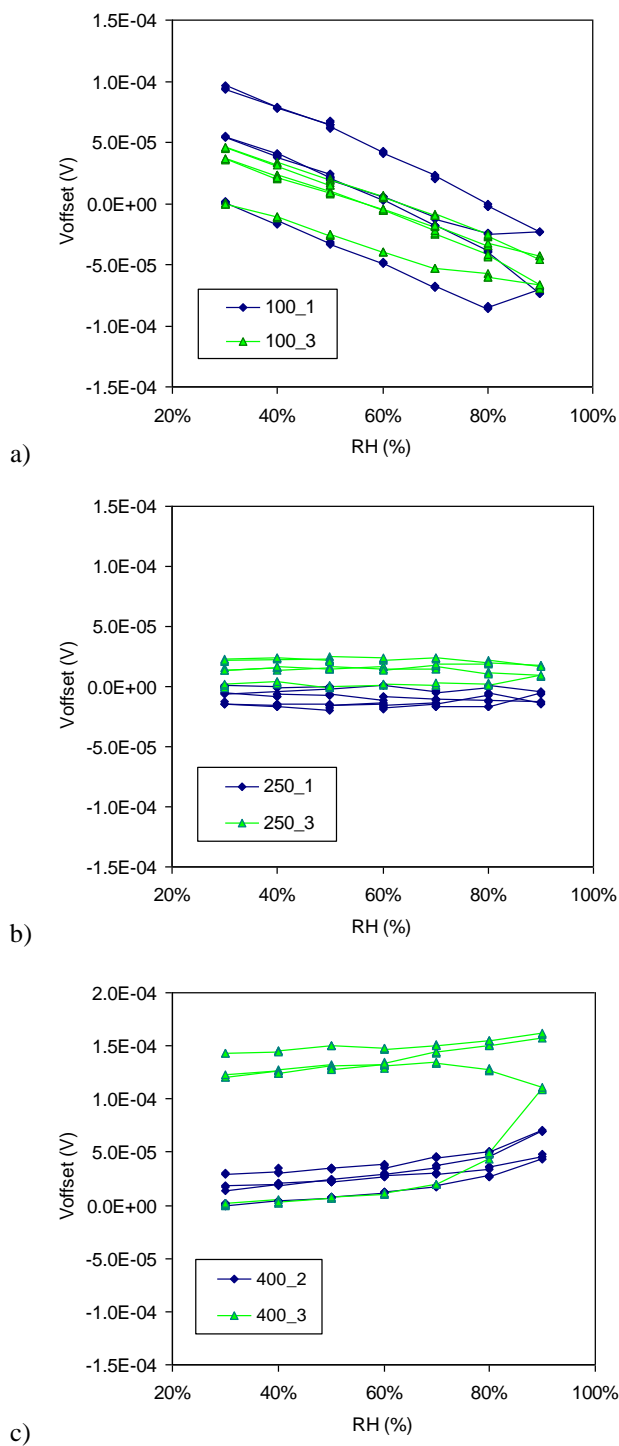 1.5E-04
1.0E-04
5.0E-05
0.0E+00
-5.0E-05
-1.0E-04
-1.5E-04
Voffset (V)
100_1
100_3
20% 40% 60% 80% 100%
RH (%)
a)
1.5E-04
1.0E-04
5.0E-05
0.0E+00
-5.0E-05
-1.0E-04
-1.5E-04
Voffset (V)
250_1
250_3
20% 40% 60% 80% 100%
RH (%)
b)
2.0E-04
1.5E-04
1.0E-04
5.0E-05
0.0E+00
-5.0E-05
-1.0E-04
-1.5E-04
Voffset (V)
400_2
400_3
20% 40% 60% 80% 100%
RH (%)
c)